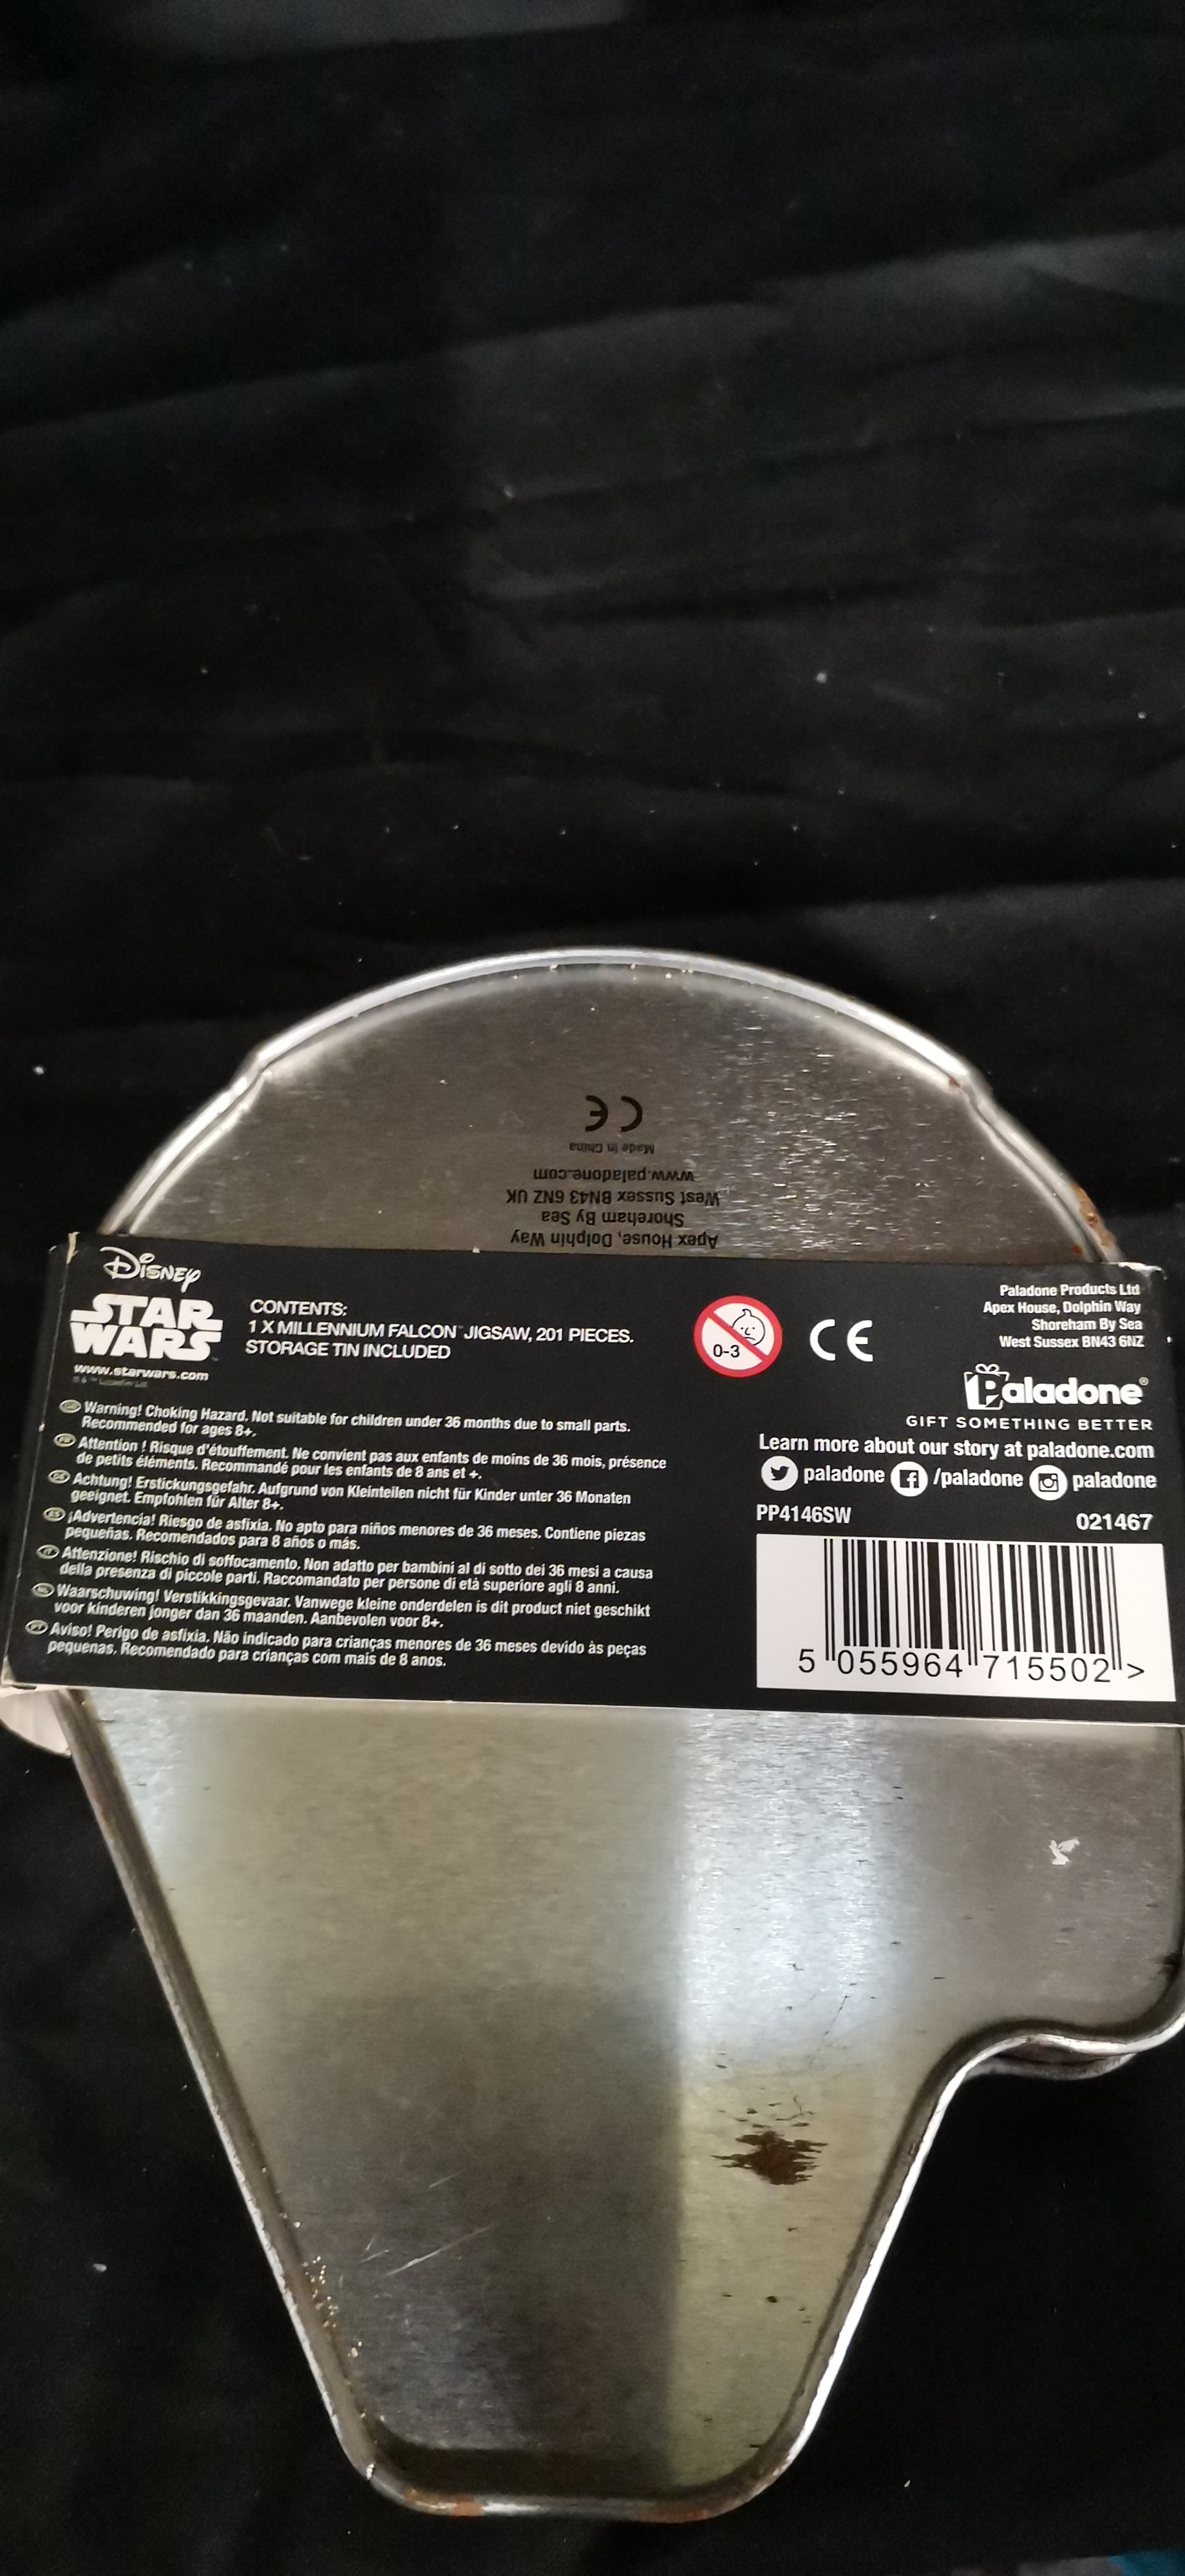 CE
Made in China
www.paladone.com
West Sussex BN43 6NZ UK
Shoreham By Sea
Apex House, Dolphin Way
Disney
STAR
WARS
www.starwars.com
© & ™ Lucasfilm Ltd.
CONTENTS:
1 X MILLENNIUM FALCON™ JIGSAW, 201 PIECES.
STORAGE TIN INCLUDED
0-3
CE
Paladone Products Ltd
Apex House, Dolphin Way
Shoreham By Sea
West Sussex BN43 6NZ
Paladone®
GIFT SOMETHING BETTER
Learn more about our story at paladone.com
paladone /paladone paladone
PP4146SW 021467
5 055964 715502 >
GB Warning! Choking Hazard. Not suitable for children under 36 months due to small parts.
Recommended for ages 8+.
FR Attention ! Risque d'étouffement. Ne convient pas aux enfants de moins de 36 mois, présence
de petits éléments. Recommandé pour les enfants de 8 ans et +.
DE Achtung! Erstickungsgefahr. Aufgrund von Kleinteilen nicht für Kinder unter 36 Monaten
geeignet. Empfohlen für Alter 8+.
ES ¡Advertencia! Riesgo de asfixia. No apto para niños menores de 36 meses. Contiene piezas
pequeñas. Recomendados para 8 años o más.
IT Attenzione! Rischio di soffocamento. Non adatto per bambini al di sotto dei 36 mesi a causa
della presenza di piccole parti. Raccomandato per persone di età superiore agli 8 anni.
NL Waarschuwing! Verstikkingsgevaar. Vanwege kleine onderdelen is dit product niet geschikt
voor kinderen jonger dan 36 maanden. Aanbevolen voor 8+.
PT Aviso! Perigo de asfixia. Não indicado para crianças menores de 36 meses devido às peças
pequenas. Recomendado para crianças com mais de 8 anos.